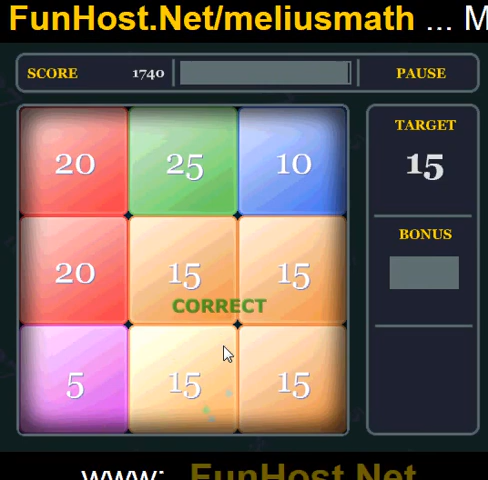 FunHost.Net/meliusmath ... M
SCORE 1740 PAUSE
TARGET
15
BONUS
20 25 10
20 15 15
CORRECT
5 15 15
www: FunHost.Net